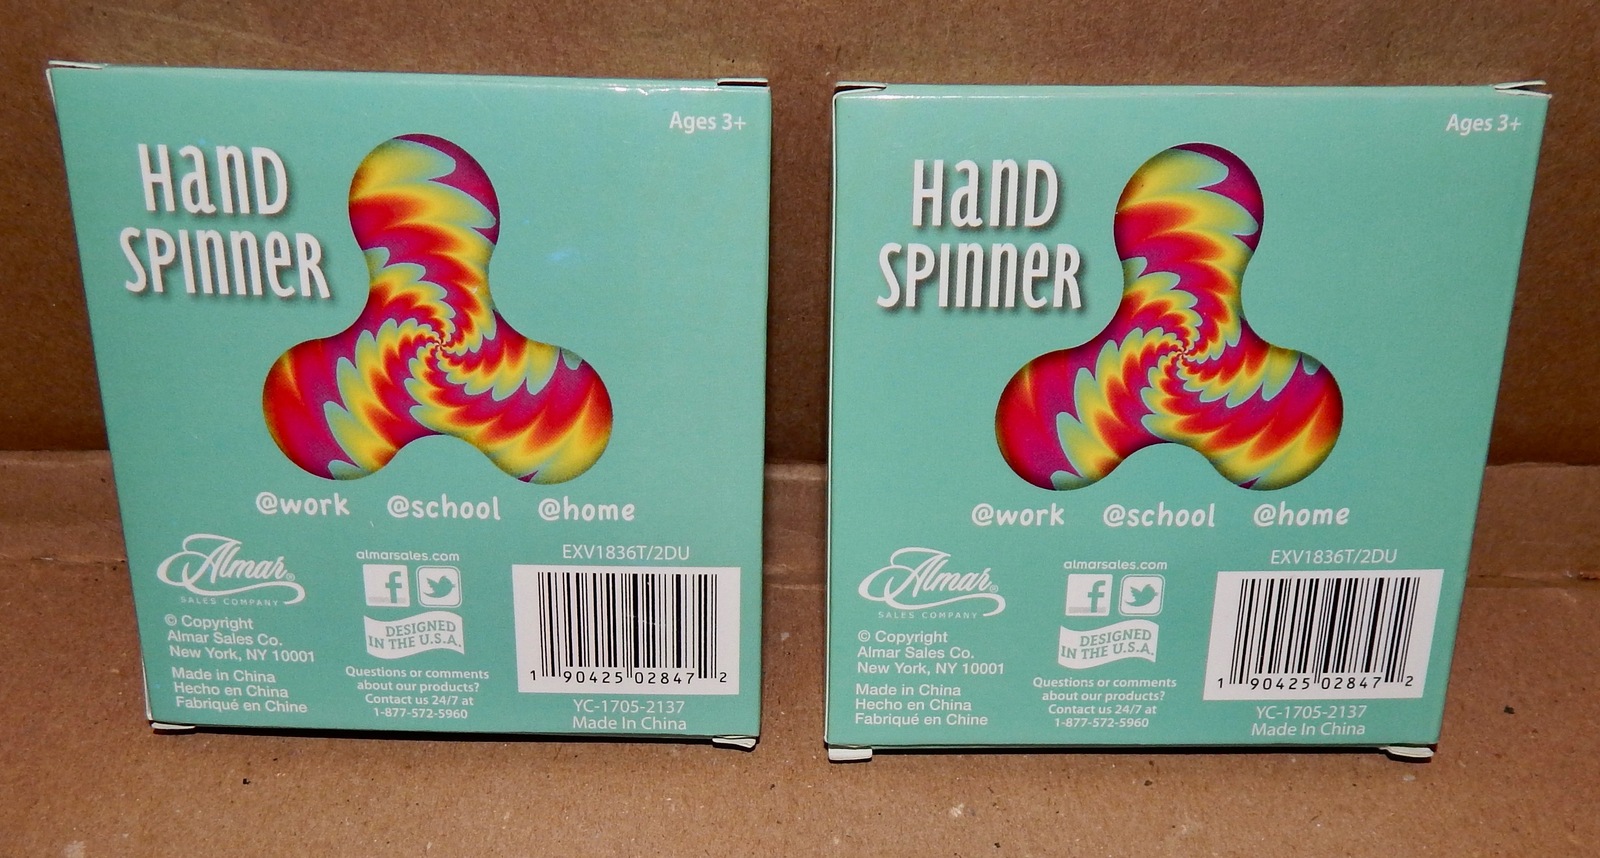 Ages 3+
HanD
SPInneR
@work @school @home
Almar®
SALES COMPANY
© Copyright
Almar Sales Co.
New York, NY 10001
Made in China
Hecho en China
Fabriqué en Chine
almarsales.com
f
DESIGNED
IN THE U.S.A.
Questions or comments
about our products?
Contact us 24/7 at
1-877-572-5960
EXV1836T/2DU
1 90425 02847 2
YC-1705-2137
Made In China
Ages 3+
HanD
SPInneR
@work @school @home
Almar®
SALES COMPANY
© Copyright
Almar Sales Co.
New York, NY 10001
Made in China
Hecho en China
Fabriqué en Chine
almarsales.com
f
DESIGNED
IN THE U.S.A.
Questions or comments
about our products?
Contact us 24/7 at
1-877-572-5960
EXV1836T/2DU
1 90425 02847 2
YC-1705-2137
Made In China